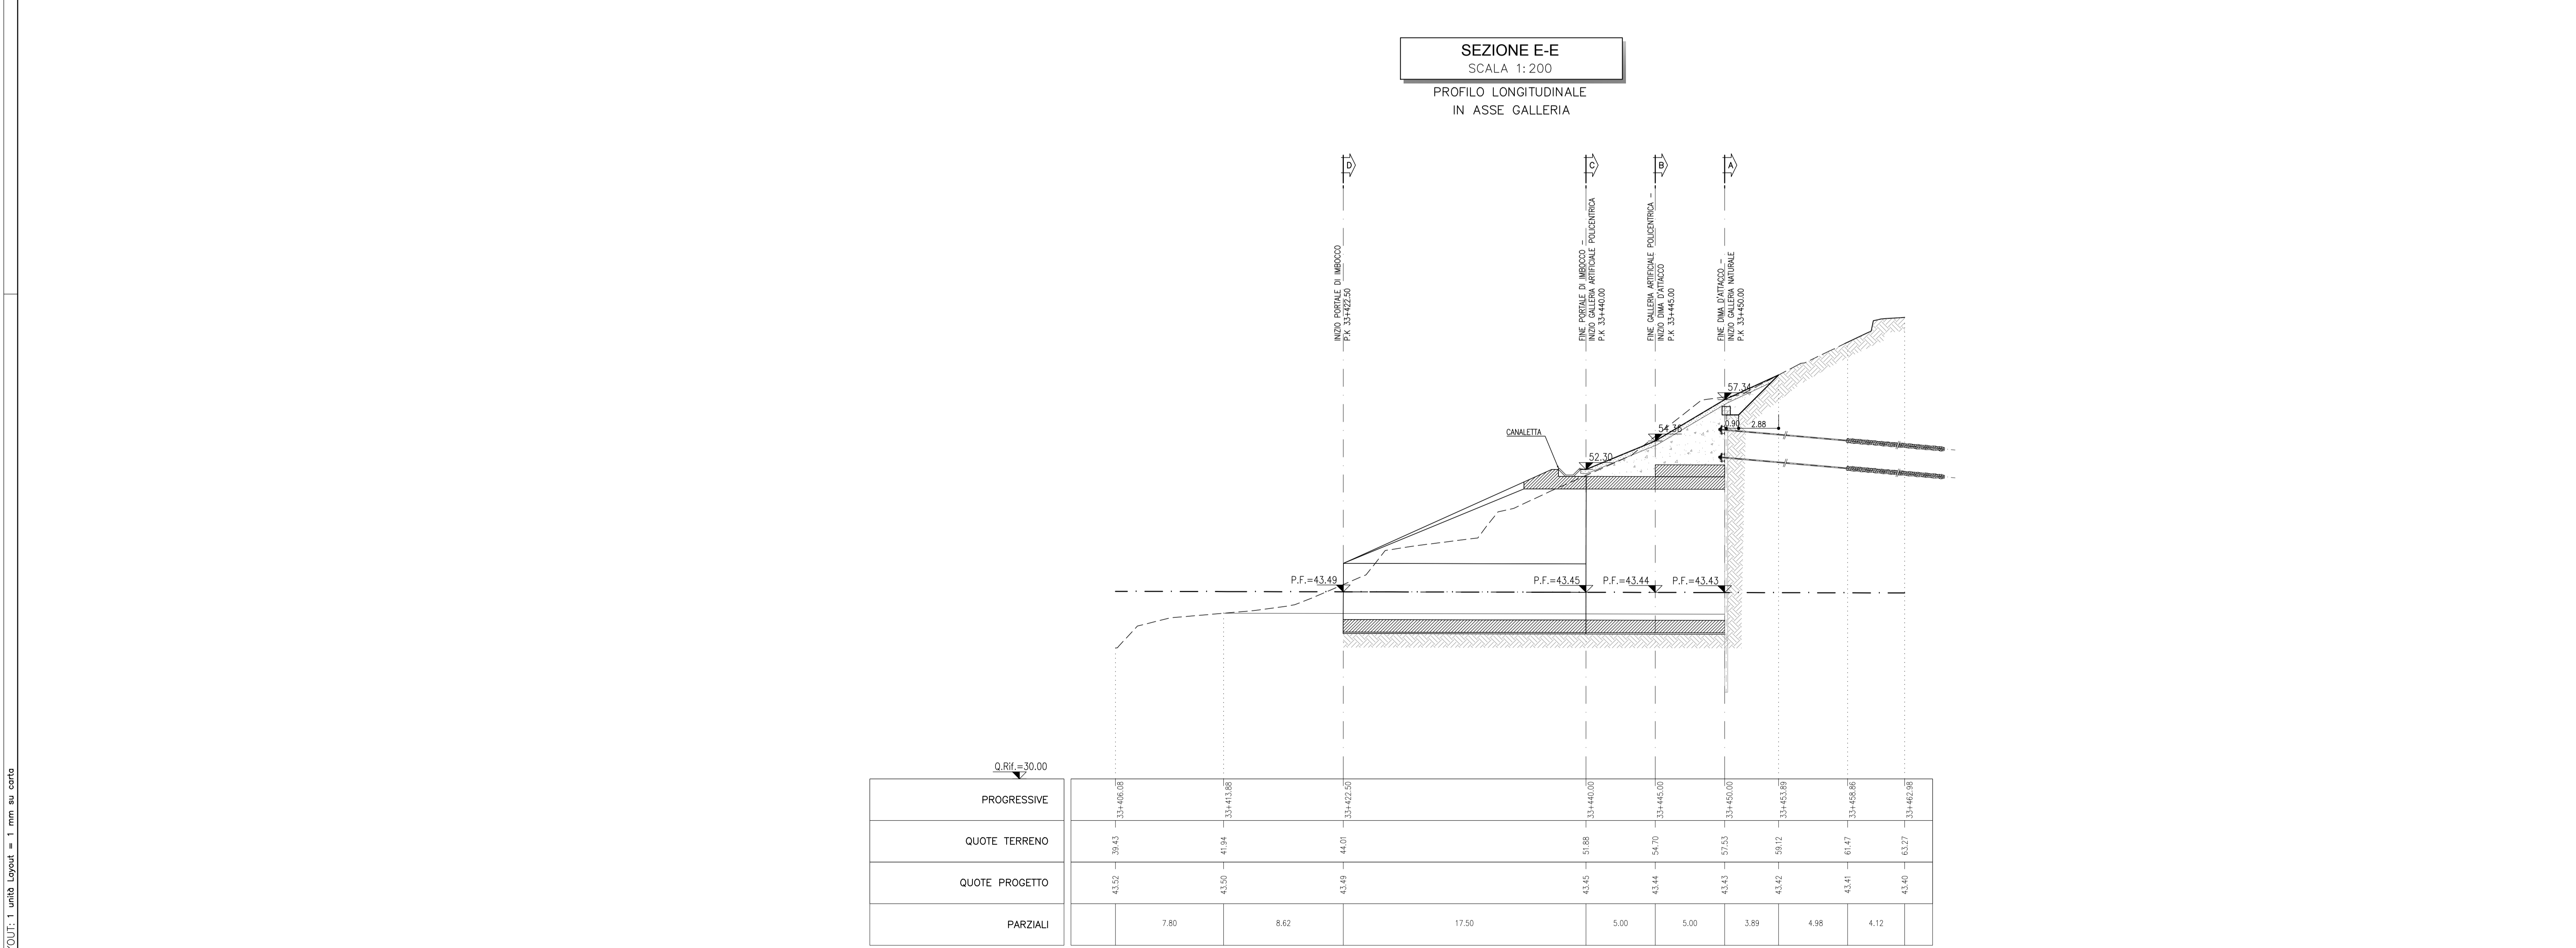 SEZIONE E-E
SCALA 1:200
PROFILO LONGITUDINALE
IN ASSE GALLERIA
D
C
B
A
INIZIO PORTALE DI IMBOCCO
P.K 33+422.50
FINE PORTALE DI IMBOCCO -
INIZIO GALLERIA ARTIFICIALE POLICENTRICA
P.K 33+440.00
FINE GALLERIA ARTIFICIALE POLICENTRICA -
INIZIO DIMA D'ATTACCO
P.K 33+445.00
FINE DIMA D'ATTACCO -
INIZIO GALLERIA NATURALE
P.K 33+450.00
57.34
0.90
2.88
54.36
CANALETTA
52.30
P.F.=43.49
P.F.=43.45
P.F.=43.44
P.F.=43.43
Q.Rif.=30.00
PROGRESSIVE
33+406.08
33+413.88
33+422.50
33+440.00
33+445.00
33+450.00
33+453.89
33+458.86
33+462.98
QUOTE TERRENO
39.43
41.94
44.01
51.88
54.70
57.53
59.12
61.47
63.27
QUOTE PROGETTO
43.52
43.50
43.49
43.45
43.44
43.43
43.42
43.41
43.40
PARZIALI
7.80
8.62
17.50
5.00
5.00
3.89
4.98
4.12
YOUT: 1 unità Layout = 1 mm su carta